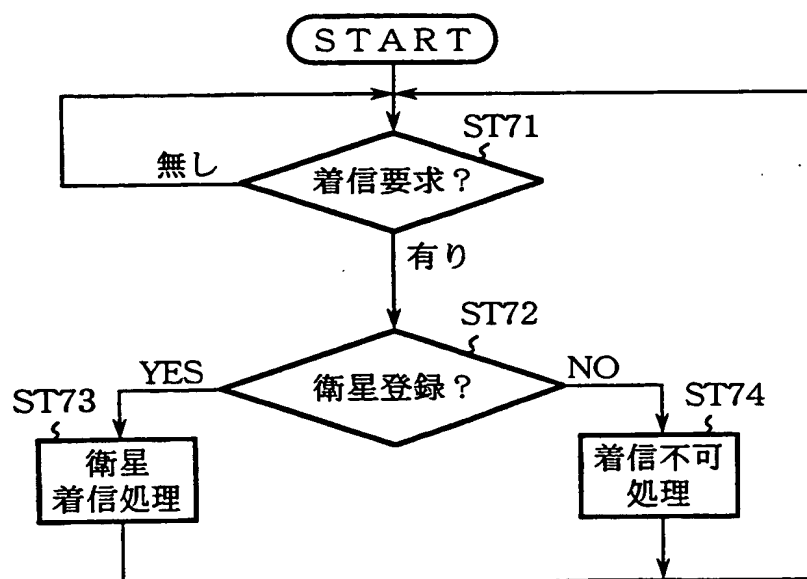 START
ST71
無し
着信要求?
有り
ST72
YES
衛星登録?
NO
ST73
ST74
衛星
着信処理
着信不可
処理